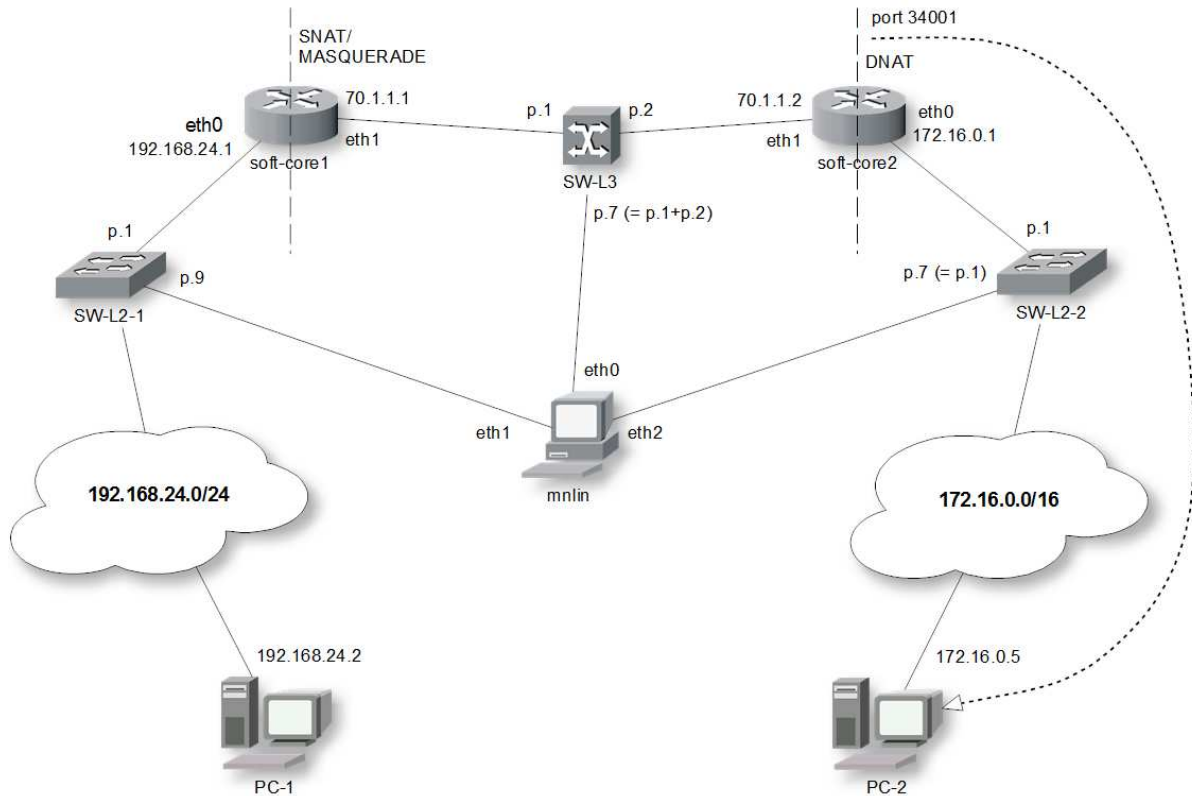 port 34001
SNAT/
MASQUERADE
DNAT
70.1.1.1
p.1
p.2
70.1.1.2
eth0
192.168.24.1
eth1
eth1
eth0
172.16.0.1
soft-core1
SW-L3
soft-core2
p.7 (= p.1+p.2)
p.1
p.9
p.1
p.7 (= p.1)
SW-L2-1
SW-L2-2
eth0
eth1
eth2
mnlin
192.168.24.0/24
172.16.0.0/16
192.168.24.2
172.16.0.5
PC-1
PC-2